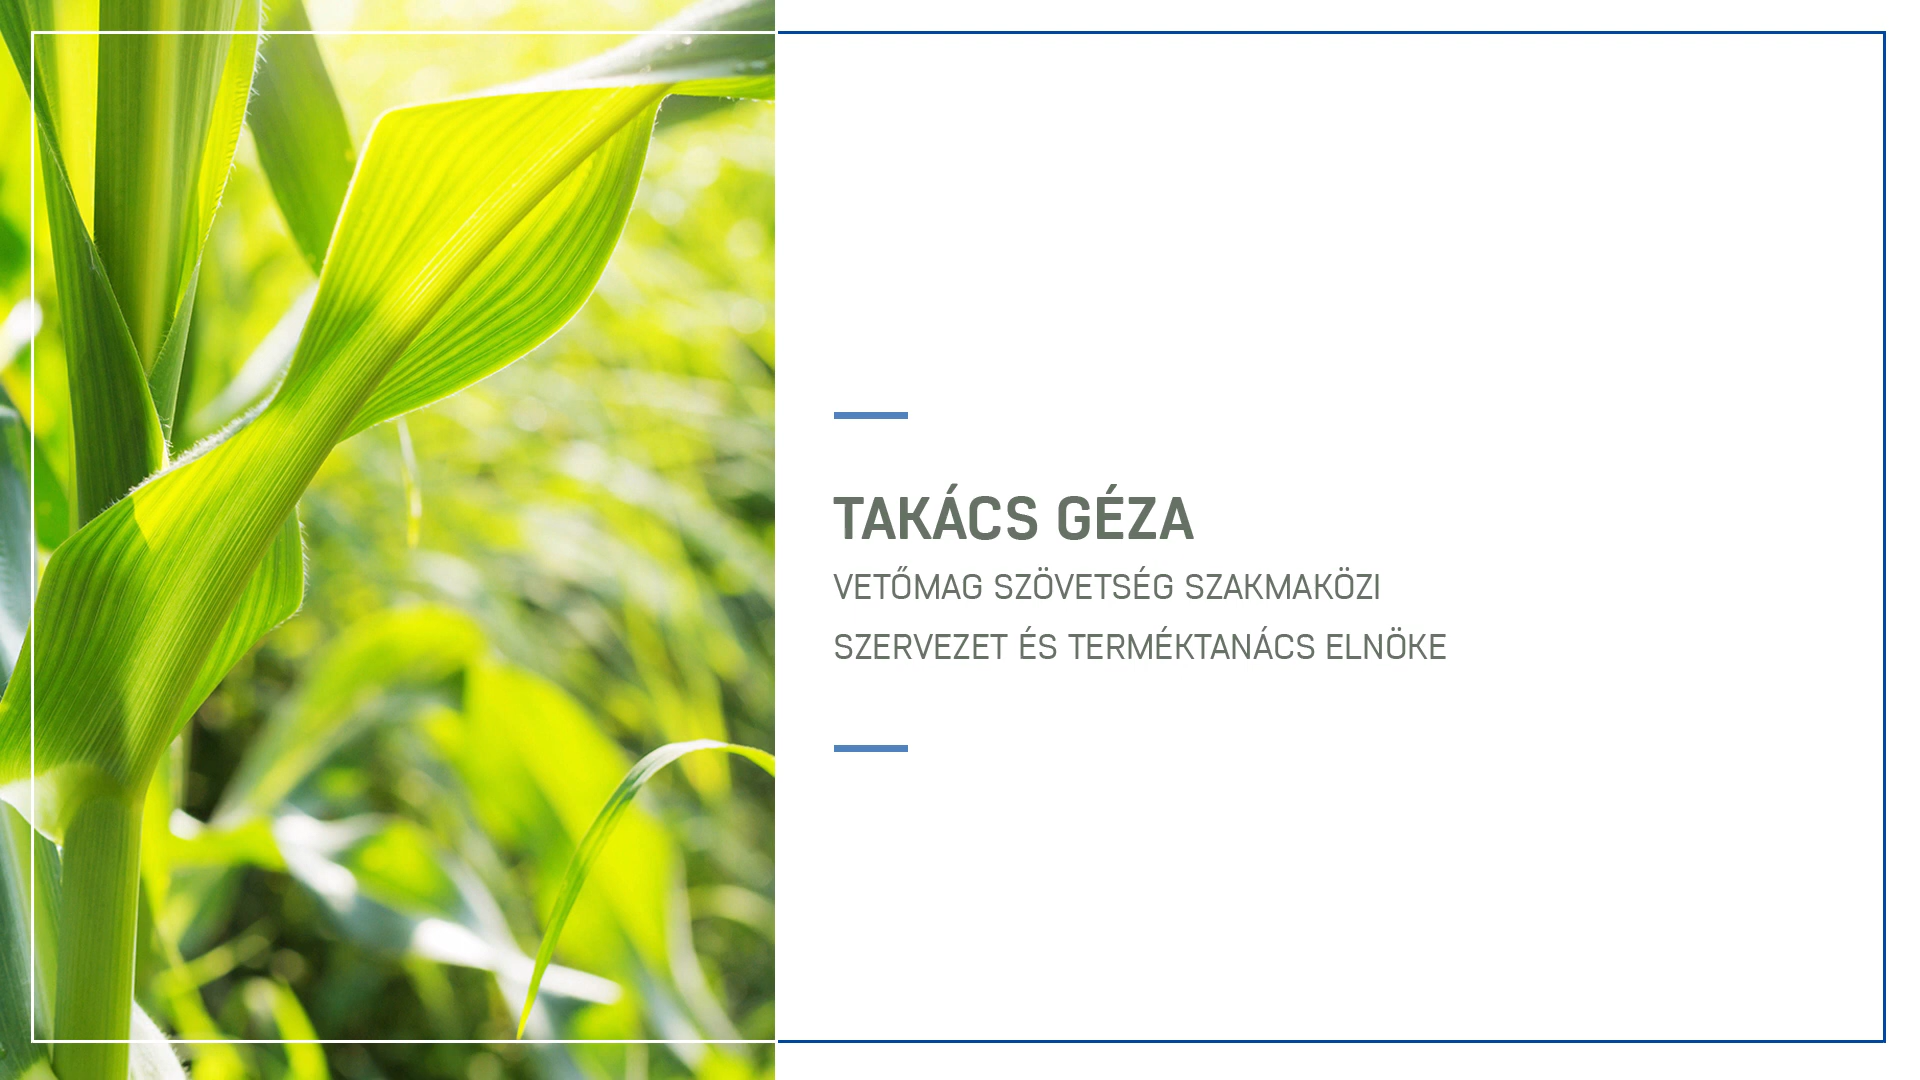 TAKÁCS GÉZA
VETŐMAG SZÖVETSÉG SZAKMAKÖZI
SZERVEZET ÉS TERMÉKTANÁCS ELNÖKE